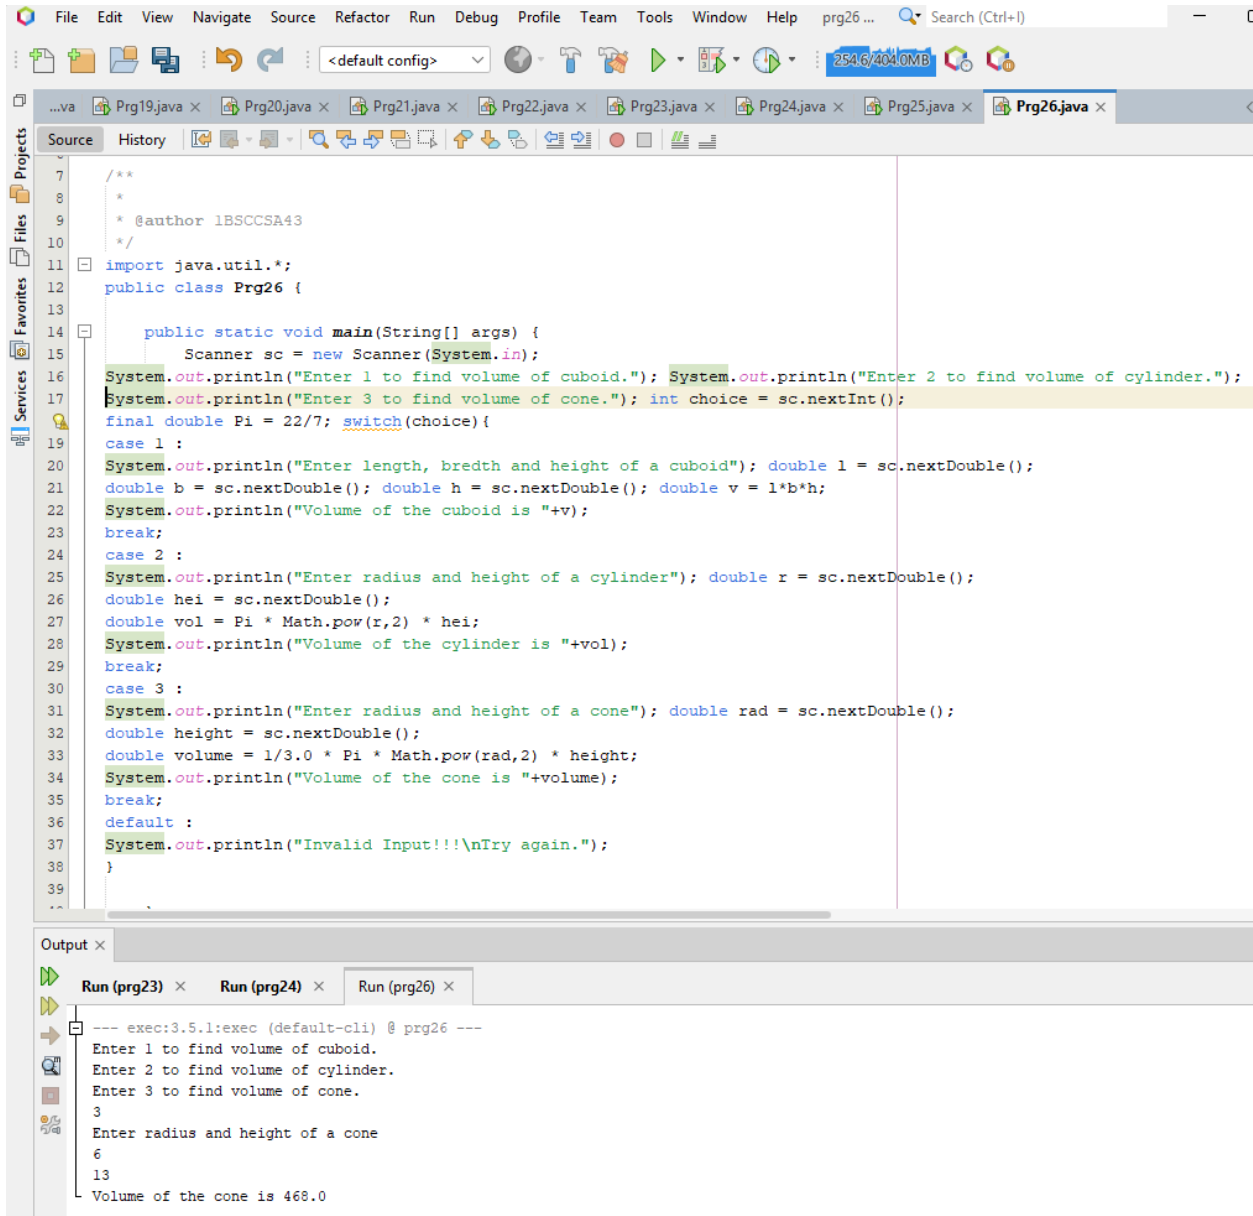 File Edit View Navigate Source Refactor Run Debug Profile Team Tools Window Help prg26 ... Search (Ctrl+I)
<default config> 254.6/404.0MB
...va Prg19.java Prg20.java Prg21.java Prg22.java Prg23.java Prg24.java Prg25.java Prg26.java
Source History
Projects
Files
Favorites
Services
7 /**
8 *
9 * @author 1BSCCSA43
10 */
11 import java.util.*;
12 public class Prg26 {
13
14 public static void main(String[] args) {
15 Scanner sc = new Scanner(System.in);
16 System.out.println("Enter 1 to find volume of cuboid."); System.out.println("Enter 2 to find volume of cylinder.");
17 System.out.println("Enter 3 to find volume of cone."); int choice = sc.nextInt();
final double Pi = 22/7; switch(choice){
19 case 1 :
20 System.out.println("Enter length, bredth and height of a cuboid"); double l = sc.nextDouble();
21 double b = sc.nextDouble(); double h = sc.nextDouble(); double v = l*b*h;
22 System.out.println("Volume of the cuboid is "+v);
23 break;
24 case 2 :
25 System.out.println("Enter radius and height of a cylinder"); double r = sc.nextDouble();
26 double hei = sc.nextDouble();
27 double vol = Pi * Math.pow(r,2) * hei;
28 System.out.println("Volume of the cylinder is "+vol);
29 break;
30 case 3 :
31 System.out.println("Enter radius and height of a cone"); double rad = sc.nextDouble();
32 double height = sc.nextDouble();
33 double volume = 1/3.0 * Pi * Math.pow(rad,2) * height;
34 System.out.println("Volume of the cone is "+volume);
35 break;
36 default :
37 System.out.println("Invalid Input!!!\nTry again.");
38 }
39
Output
Run (prg23) Run (prg24) Run (prg26)
--- exec:3.5.1:exec (default-cli) @ prg26 ---
Enter 1 to find volume of cuboid.
Enter 2 to find volume of cylinder.
Enter 3 to find volume of cone.
3
Enter radius and height of a cone
6
13
Volume of the cone is 468.0